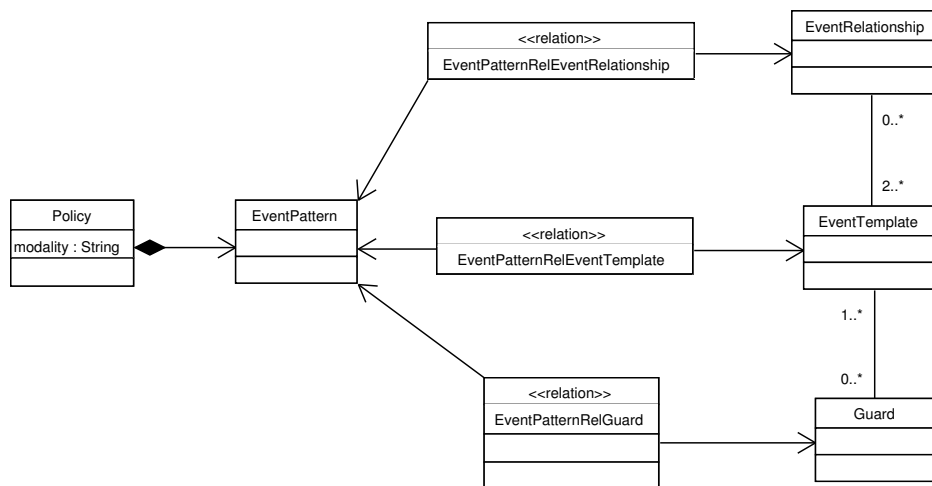 EventRelationship
<<relation>>
EventPatternRelEventRelationship
0..*
2..*
Policy
modality : String
EventPattern
<<relation>>
EventPatternRelEventTemplate
EventTemplate
1..*
0..*
<<relation>>
EventPatternRelGuard
Guard